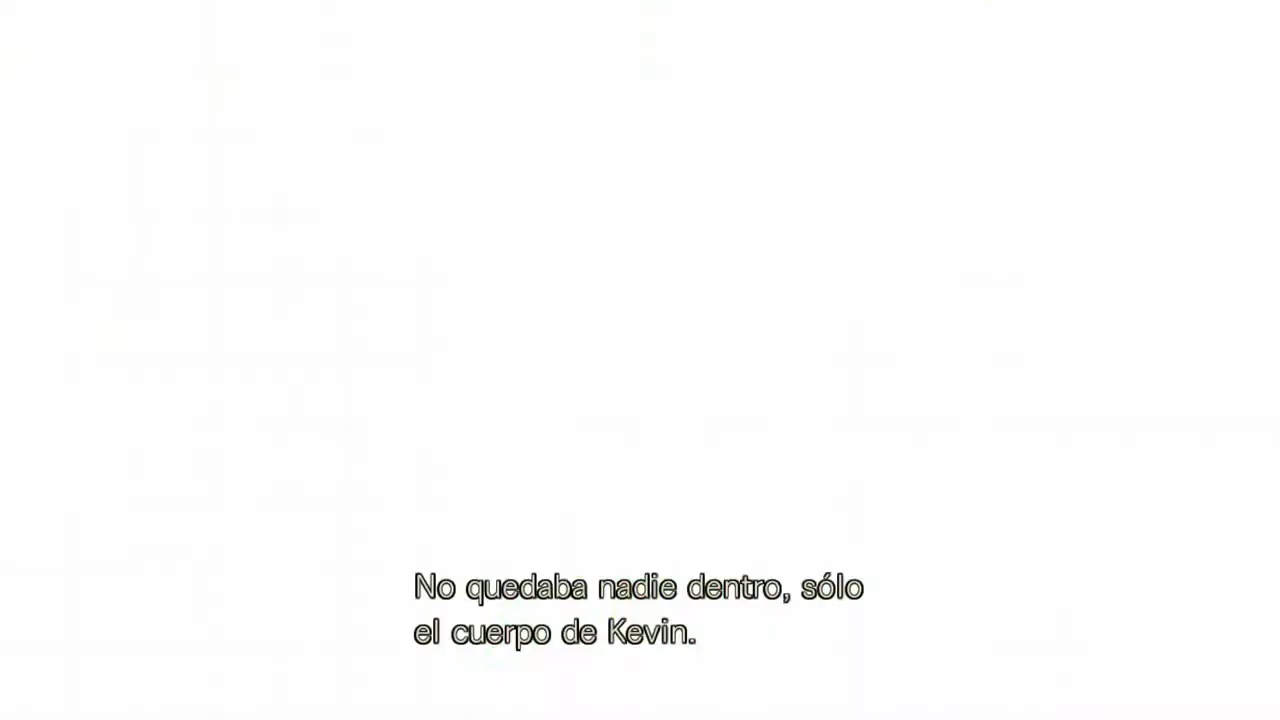 No quedaba nadie dentro, sólo
el cuerpo de Kevin.